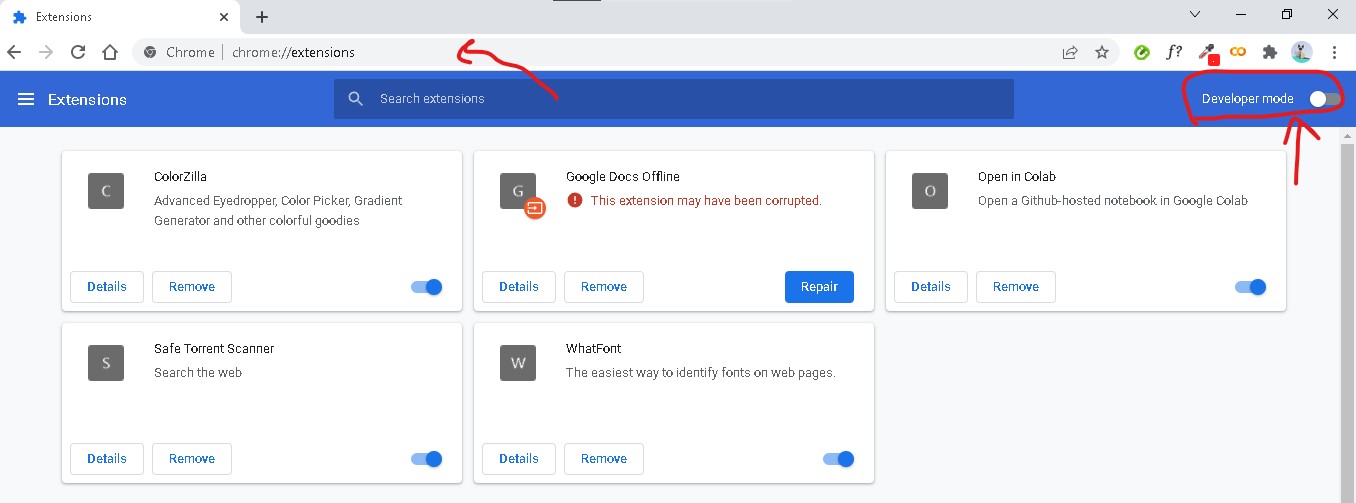 Extensions
Chrome | chrome://extensions
f?
CO
Extensions
Search extensions
Developer mode
C
ColorZilla
Advanced Eyedropper, Color Picker, Gradient
Generator and other colorful goodies
Details
Remove
G
Google Docs Offline
This extension may have been corrupted.
Details
Remove
Repair
O
Open in Colab
Open a Github-hosted notebook in Google Colab
Details
Remove
S
Safe Torrent Scanner
Search the web
Details
Remove
W
WhatFont
The easiest way to identify fonts on web pages.
Details
Remove